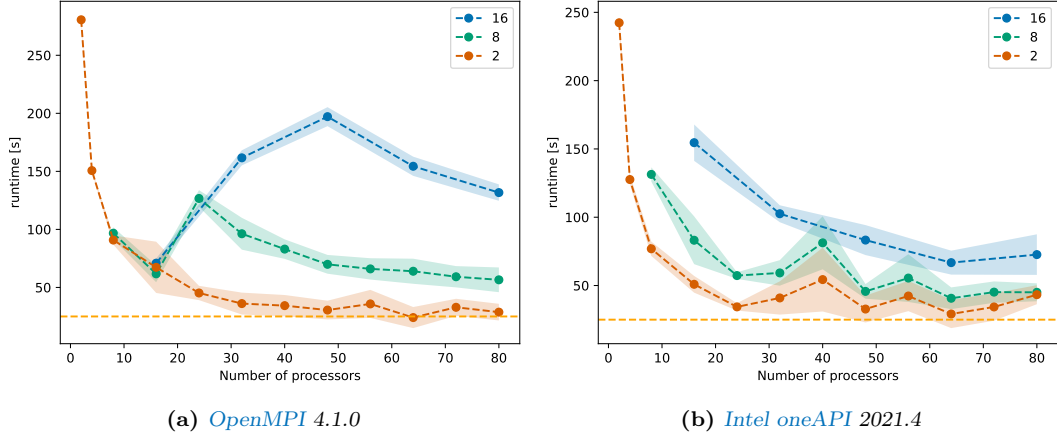 250
200
150
100
50
runtime [s]
0 10 20 30 40 50 60 70 80
Number of processors
16
8
2
(a) OpenMPI 4.1.0
250
200
150
100
50
runtime [s]
0 10 20 30 40 50 60 70 80
Number of processors
16
8
2
(b) Intel oneAPI 2021.4